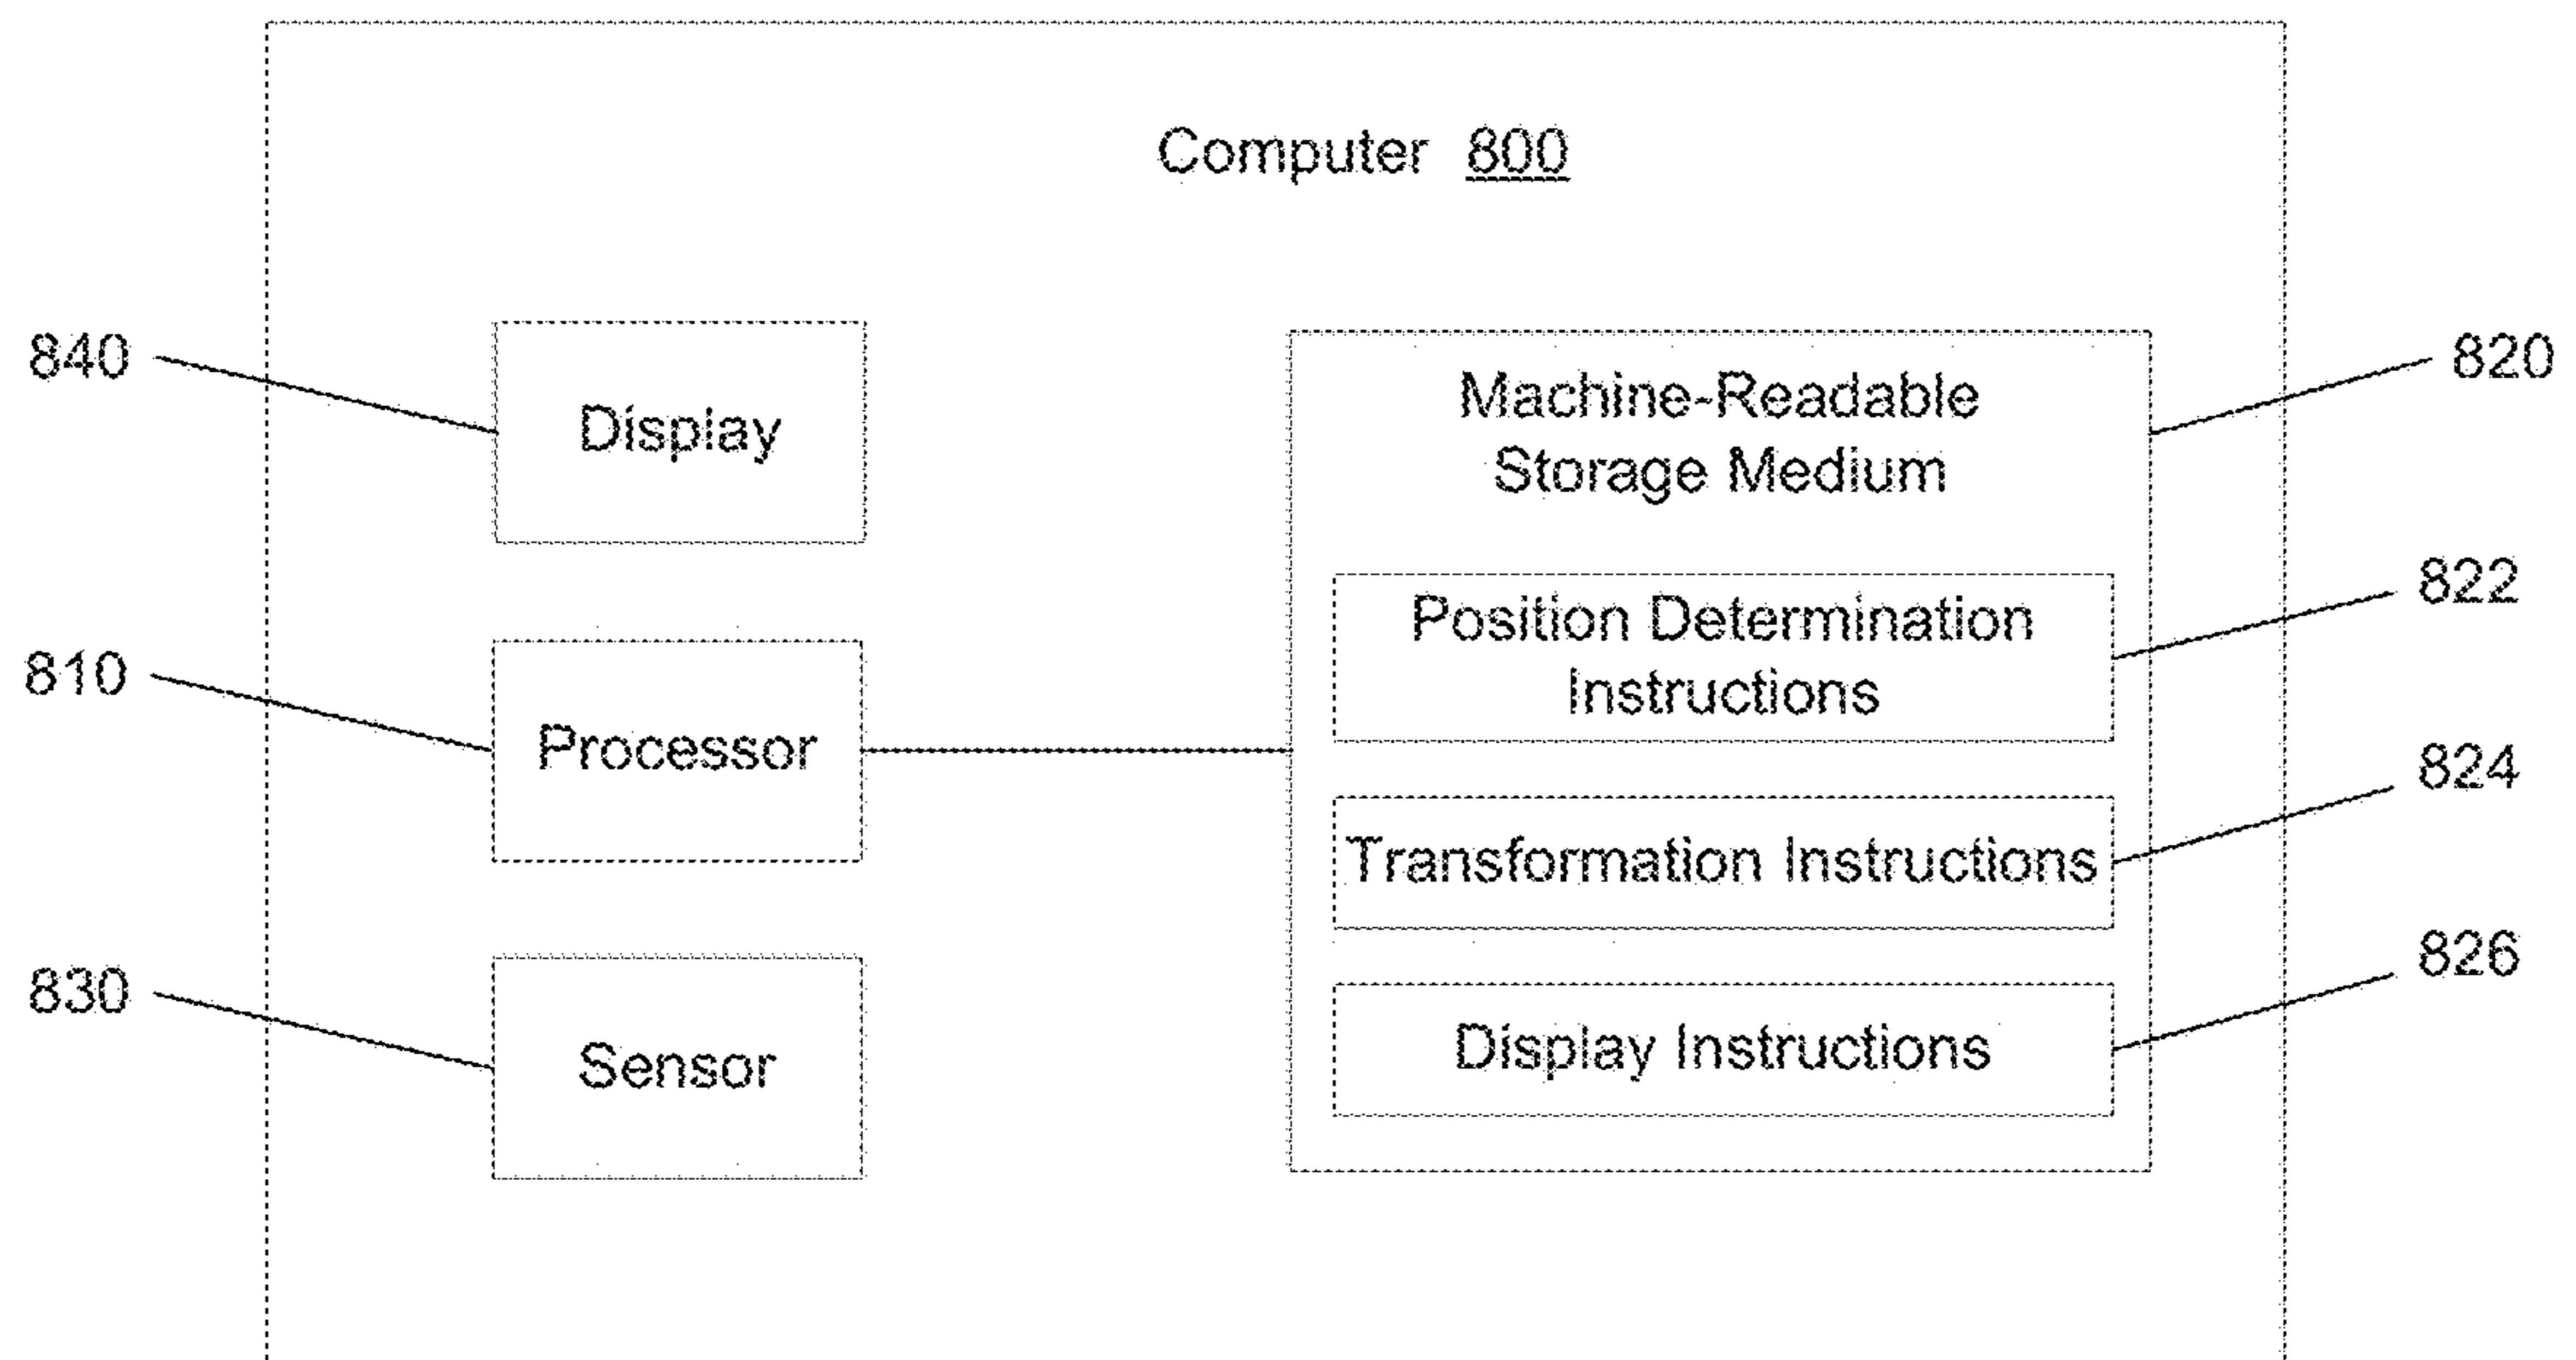 Computer 800
840
Display
Machine-Readable
Storage Medium
820
Position Determination
Instructions
822
810
Processor
Transformation Instructions
824
830
Sensor
Display Instructions
826